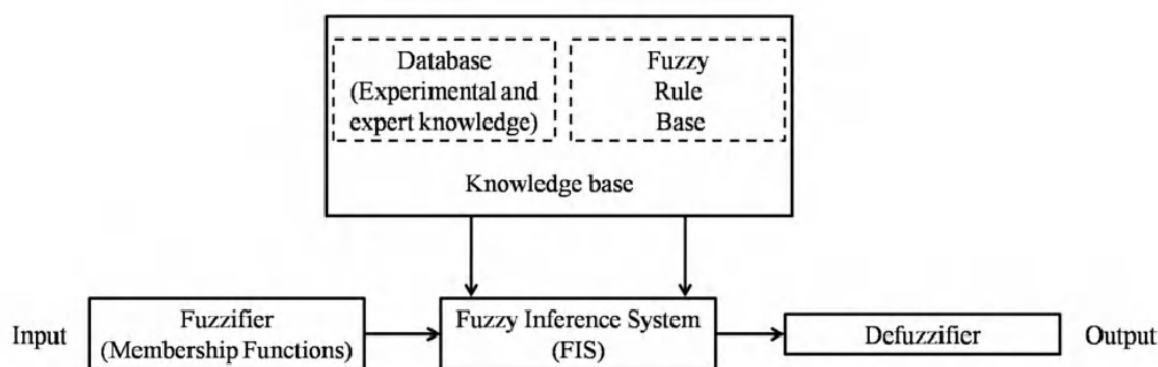 Database
(Experimental and
expert knowledge)
Fuzzy
Rule
Base
Knowledge base
Input
Fuzzifier
(Membership Functions)
Fuzzy Inference System
(FIS)
Defuzzifier
Output